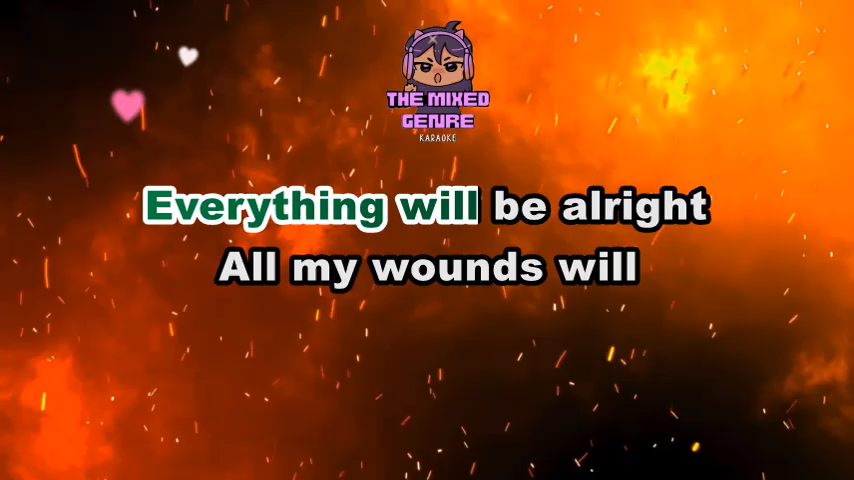 THE MIXED
GENRE
KARAOKE
Everything will be alright
All my wounds will